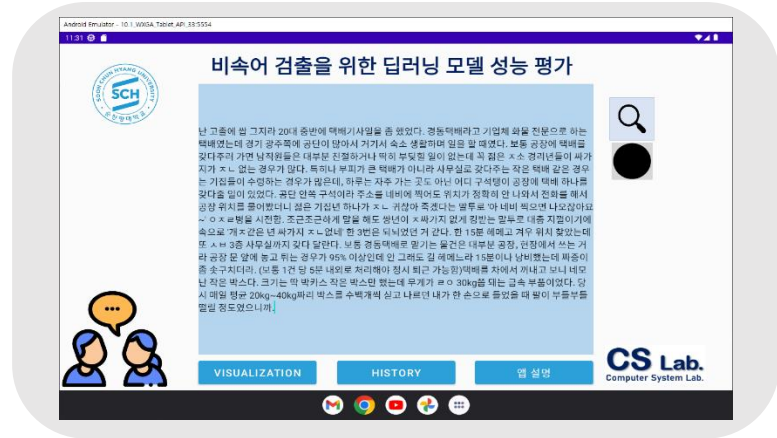 Android Emulator - 10.1_WXGA_Tablet_API_33:5554
11:31
비속어 검출을 위한 딥러닝 모델 성능 평가
SOON CHUN HYANG UNIVERSITY
SCH
순천향대학교
난 고졸에 씹 그지라 20대 중반에 택배기사일을 좀 했었다. 경동택배라고 기업체 화물 전문으로 하는
택배였는데 경기 광주쪽에 공단이 많아서 거기서 숙소 생활하며 일을 할 때였다. 보통 공장에 택배를
갖다주러 가면 남직원들은 대부분 친절하거나 딱히 부딪힐 일이 없는데 꼭 젊은 ㅈ소 경리년들이 싸가
지가 ㅈㄴ 없는 경우가 많다. 특히나 부피가 큰 택배가 아니라 사무실로 갖다주는 작은 택배 같은 경우
는 기집들이 수령하는 경우가 많은데, 하루는 자주 가는 곳도 아닌 어디 구석탱이 공장에 택배 하나를
갖다줄 일이 있었다. 공단 안쪽 구석이라 주소를 네비에 찍어도 위치가 정확히 안 나와서 전화를 해서
공장 위치를 물어봤더니 젊은 기집년 하나가 ㅈㄴ 귀찮아 죽겠다는 말투로 '아 네비 찍으면 나오잖아요
~' ㅇㅈㄹ병을 시전함. 조근조근하게 말을 해도 썅년이 ㅈ싸가지 없게 킹받는 말투로 대충 지껄이기에
속으로 '개ㅈ같은 년 싸가지 ㅈㄴ없네' 한 3번은 되뇌었던 거 같다. 한 15분 헤메고 겨우 위치 찾았는데
또 ㅅㅂ 3층 사무실까지 갖다 달란다. 보통 경동택배로 맡기는 물건은 대부분 공장, 현장에서 쓰는 거
라 공장 문 앞에 놓고 튀는 경우가 95% 이상인데 인 그래도 길 헤메느라 15분이나 낭비했는데 짜증이
좀 솟구치더라. (보통 1건 당 5분 내외로 처리해야 정시 퇴근 가능함)택배를 차에서 꺼내고 보니 네모
난 작은 박스다. 크기는 딱 박카스 작은 박스만 했는데 무게가 ㄹㅇ 30kg쯤 돼는 금속 부품이었다. 당
시 매일 평균 20kg~40kg짜리 박스를 수백개씩 싣고 나르던 내가 한 손으로 들었을 때 팔이 부들부들
떨릴 정도였으니까.
VISUALIZATION
HISTORY
앱 설명
CS Lab.
Computer System Lab.